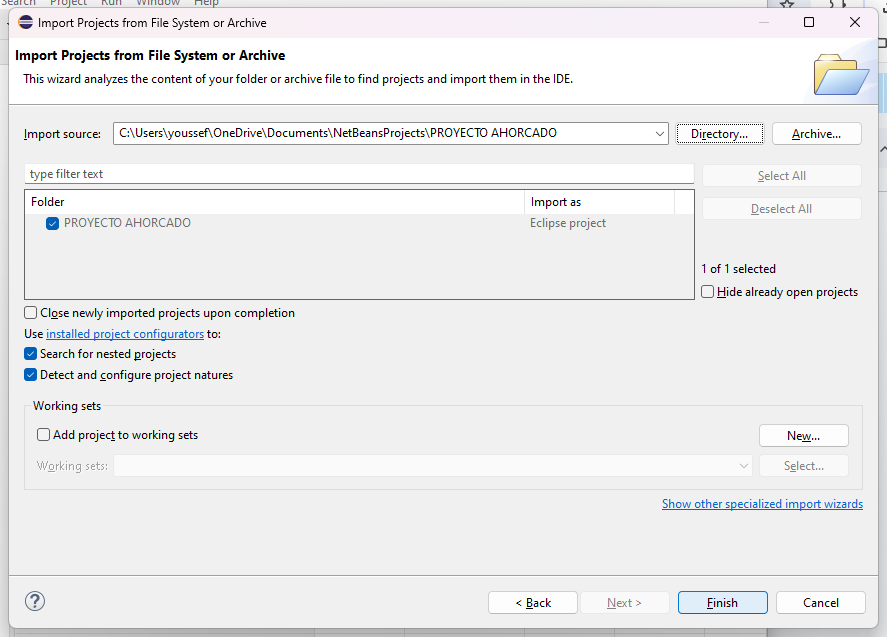 Search Project Run Window Help
Import Projects from File System or Archive
Import Projects from File System or Archive
This wizard analyzes the content of your folder or archive file to find projects and import them in the IDE.
Import source: C:\Users\youssef\OneDrive\Documents\NetBeansProjects\PROYECTO AHORCADO Directory... Archive...
type filter text Select All
Folder Import as
Deselect All
PROYECTO AHORCADO Eclipse project
1 of 1 selected
Hide already open projects
Close newly imported projects upon completion
Use installed project configurators to:
Search for nested projects
Detect and configure project natures
Working sets
Add project to working sets New...
Working sets: Select...
Show other specialized import wizards
? < Back Next > Finish Cancel